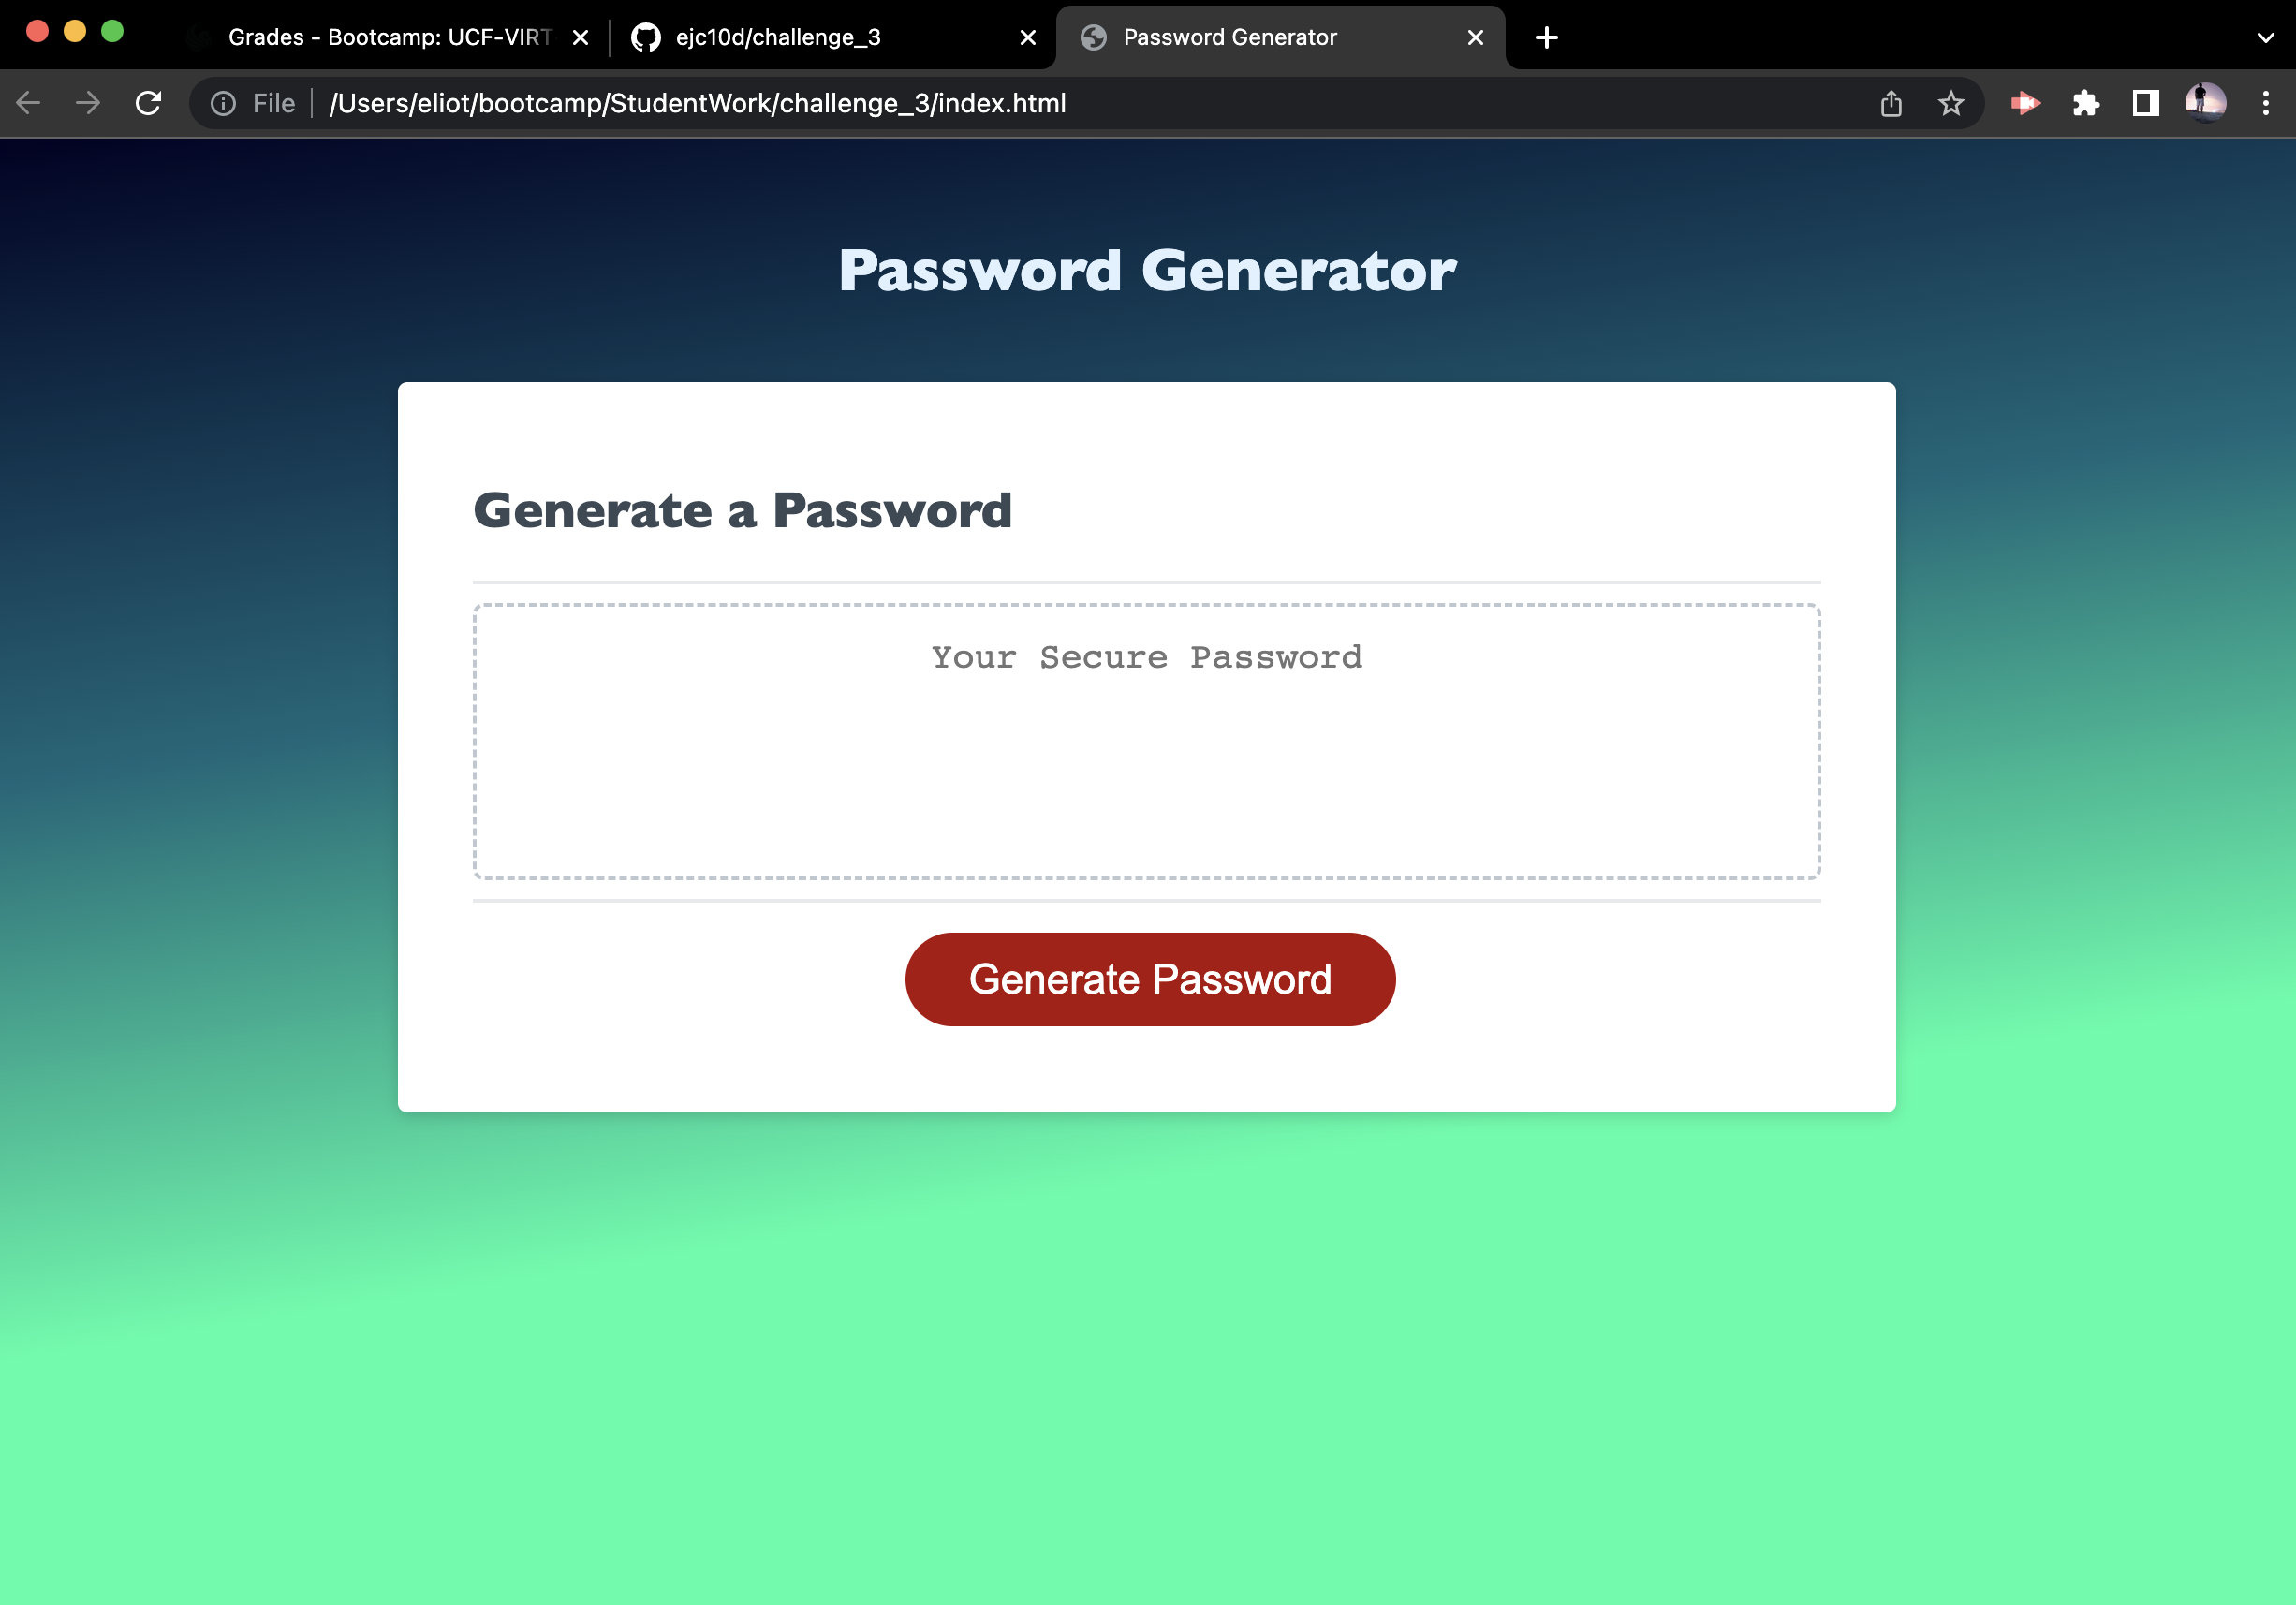 Grades - Bootcamp: UCF-VIRT
ejc10d/challenge_3
Password Generator
File
/Users/eliot/bootcamp/StudentWork/challenge_3/index.html
Password Generator
Generate a Password
Your Secure Password
Generate Password